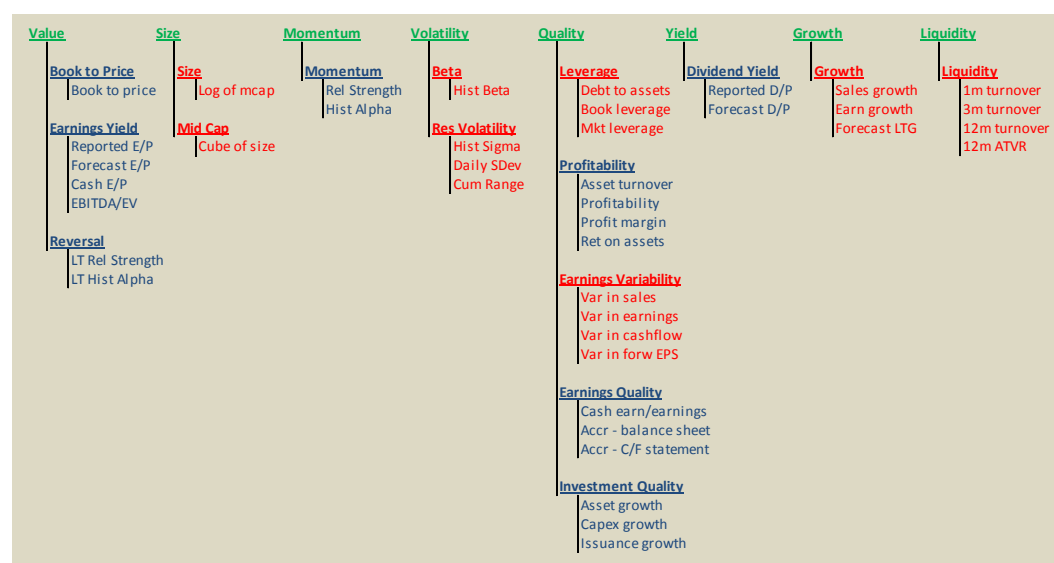 Value
Book to Price
Book to price
Earnings Yield
Reported E/P
Forecast E/P
Cash E/P
EBITDA/EV
Reversal
LT Rel Strength
LT Hist Alpha
Size
Size
Log of mcap
Mid Cap
Cube of size
Momentum
Momentum
Rel Strength
Hist Alpha
Volatility
Beta
Hist Beta
Res Volatility
Hist Sigma
Daily SDev
Cum Range
Quality
Leverage
Debt to assets
Book leverage
Mkt leverage
Profitability
Asset turnover
Profitability
Profit margin
Ret on assets
Earnings Variability
Var in sales
Var in earnings
Var in cashflow
Var in forw EPS
Earnings Quality
Cash earn/earnings
Accr - balance sheet
Accr - C/F statement
Investment Quality
Asset growth
Capex growth
Issuance growth
Yield
Dividend Yield
Reported D/P
Forecast D/P
Growth
Growth
Sales growth
Earn growth
Forecast LTG
Liquidity
Liquidity
1m turnover
3m turnover
12m turnover
12m ATVR